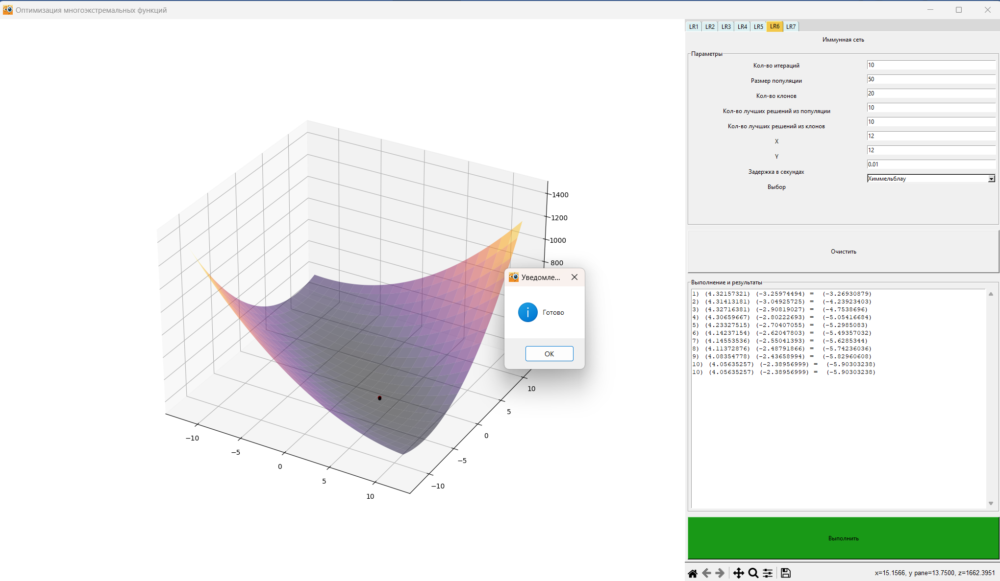 Оптимизация многоэкстремальных функций
LR1 LR2 LR3 LR4 LR5 LR6 LR7
Иммунная сеть
Параметры
Кол-во итераций 10
Размер популяции 50
Кол-во клонов 20
Кол-во лучших решений из популяции 10
Кол-во лучших решений из клонов 10
X 12
Y 12
Задержка в секундах 0.01
Выбор Химмельблау
Очистить
Выполнение и результаты
1) (4.32157321) (-3.25974494) = (-3.26930879)
2) (4.31413181) (-3.04925725) = (-4.23923403)
3) (4.32716381) (-2.90819027) = (-4.7538696)
4) (4.30659667) (-2.80222693) = (-5.05416684)
5) (4.23327515) (-2.70407055) = (-5.2985083)
6) (4.14237154) (-2.62047803) = (-5.49357032)
7) (4.14553536) (-2.55041393) = (-5.6285344)
8) (4.11372876) (-2.48791866) = (-5.74236036)
9) (4.08354778) (-2.43658994) = (-5.82960608)
10) (4.05635257) (-2.38956999) = (-5.90303238)
10) (4.05635257) (-2.38956999) = (-5.90303238)
Выполнить
x=15.1566, y pane=13.7500, z=1662.3951
1400
1200
1000
800
Уведомле...
Готово
OK
10
5
0
−5
−10
−10
−5
0
5
10